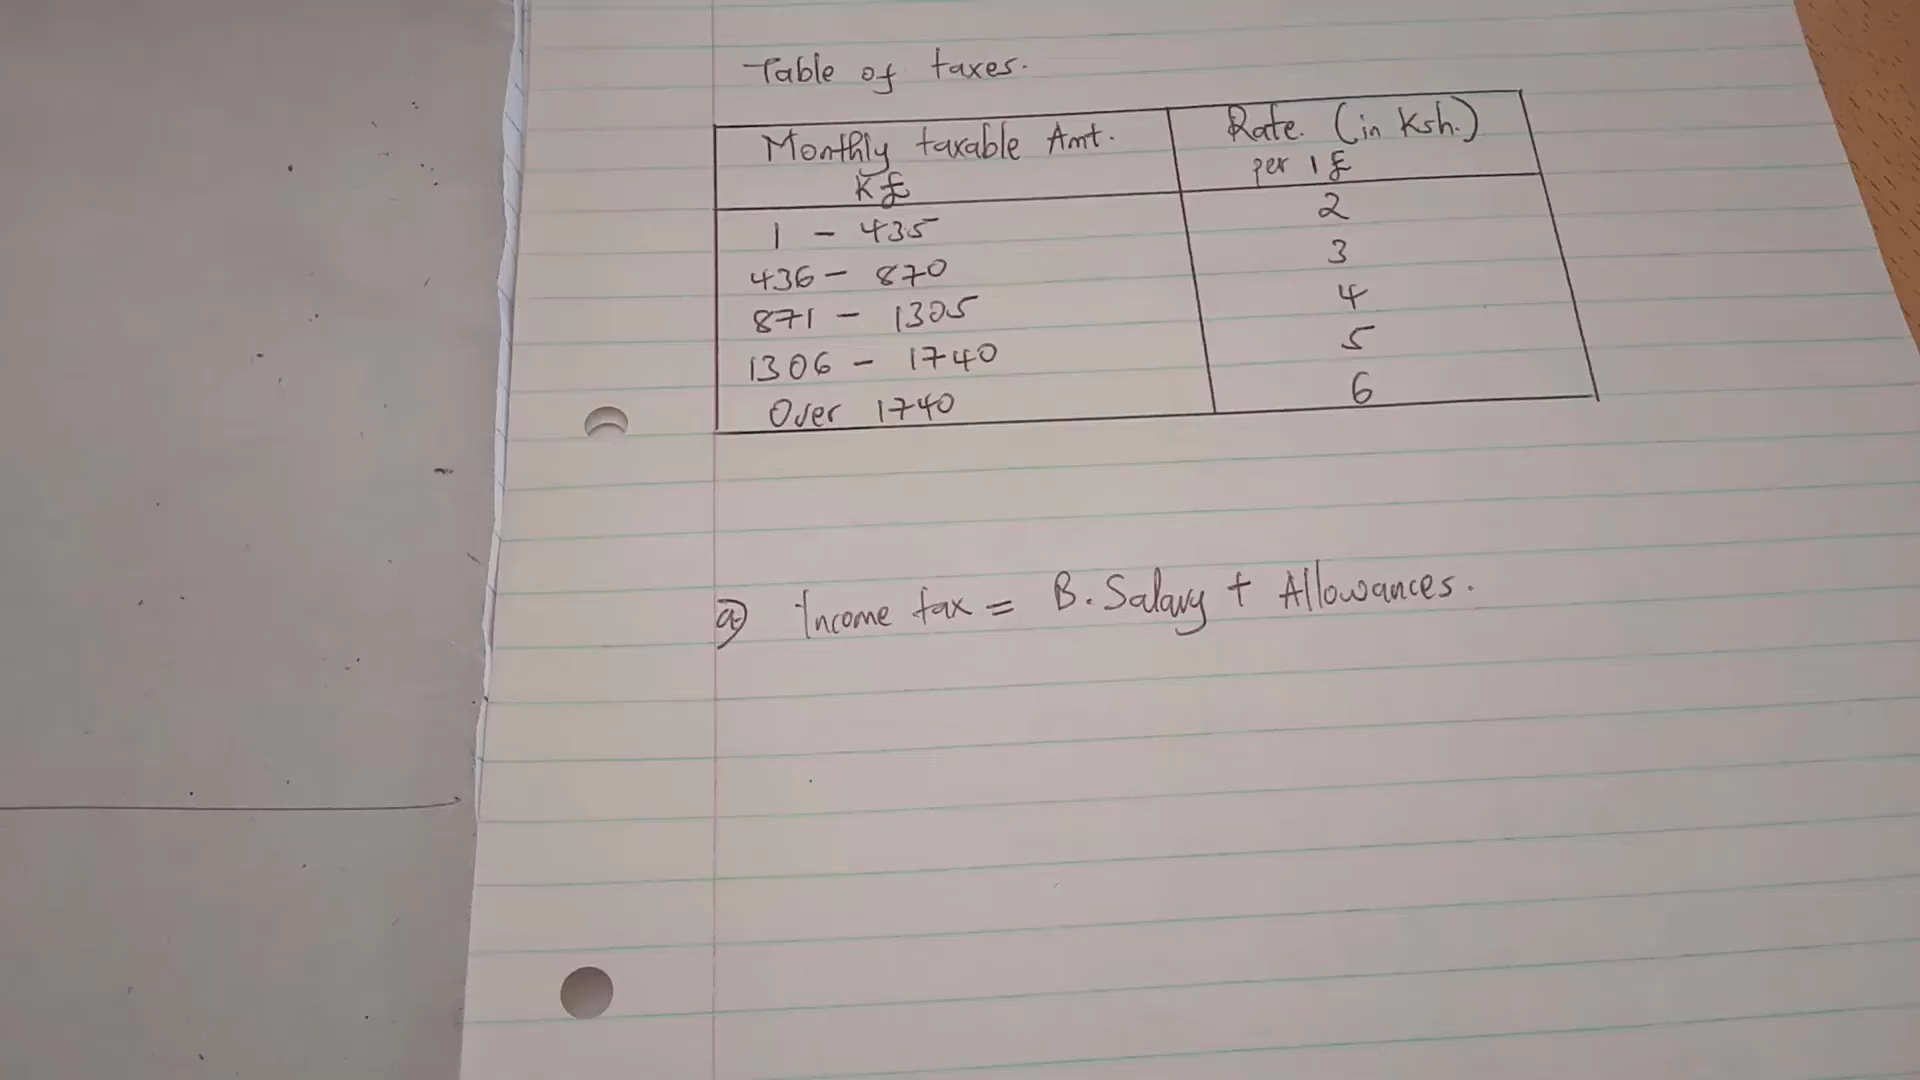 Table of taxes.
Monthly taxable Amt. Rate (in Ksh.)
K£ per 1 £
1 - 435 2
436 - 870 3
871 - 1305 4
1306 - 1740 5
Over 1740 6
a) Income tax = B. Salary + Allowances.